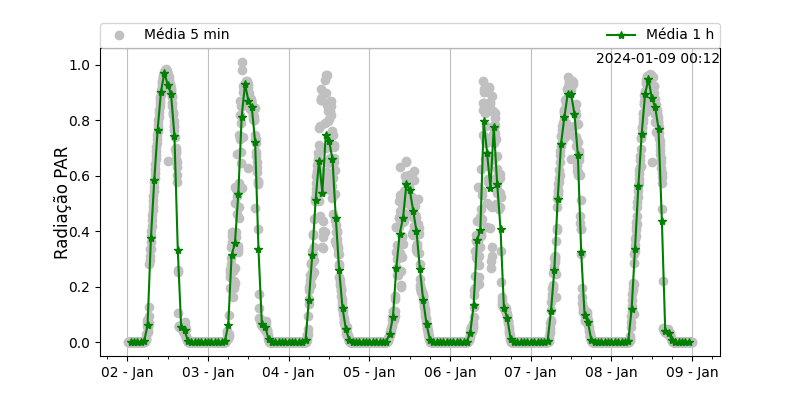 Média 5 min
Média 1 h
2024-01-09 00:12
Radiação PAR
1.0
0.8
0.6
0.4
0.2
0.0
02 - Jan 03 - Jan 04 - Jan 05 - Jan 06 - Jan 07 - Jan 08 - Jan 09 - Jan